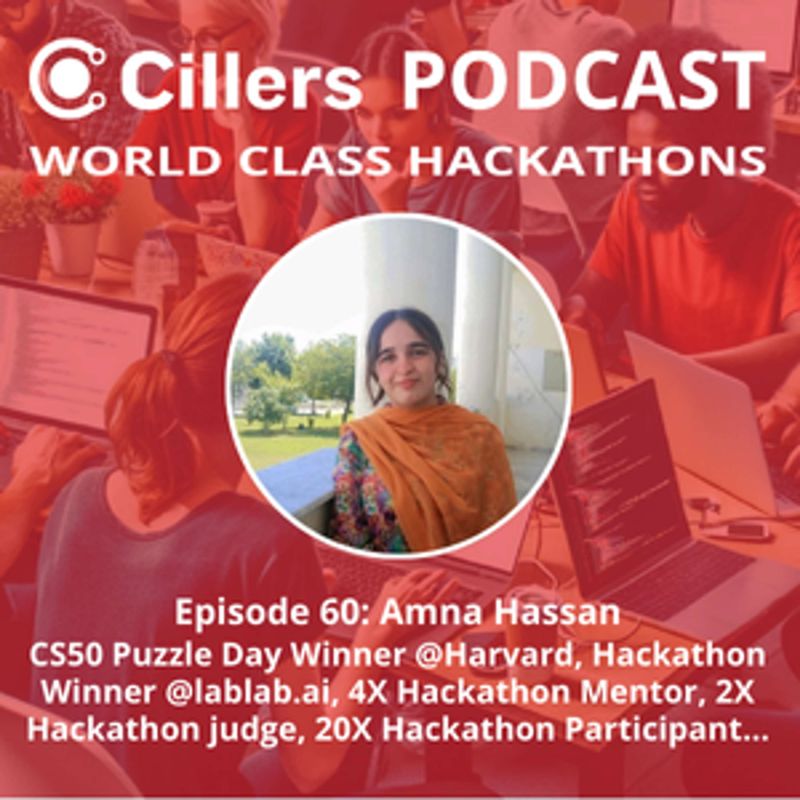 Cillers PODCAST
WORLD CLASS HACKATHONS
Episode 60: Amna Hassan
CS50 Puzzle Day Winner @Harvard, Hackathon
Winner @lablab.ai, 4X Hackathon Mentor, 2X
Hackathon judge, 20X Hackathon Participant...